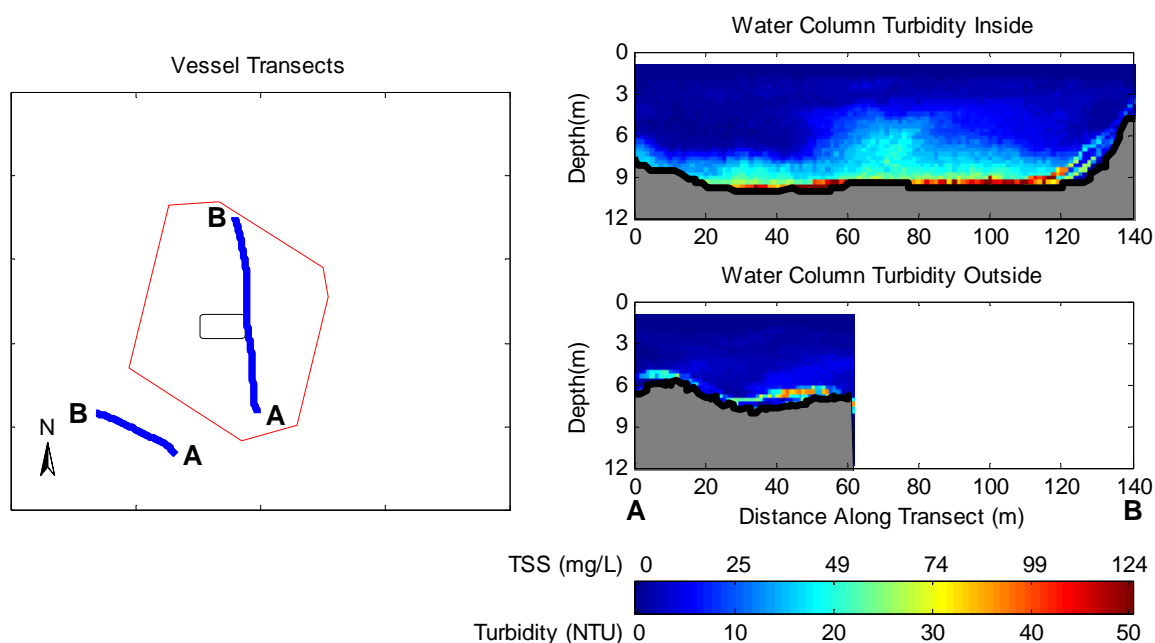 Vessel Transects
B
B
A
A
N
Water Column Turbidity Inside
0
3
6
9
12
Depth(m)
0 20 40 60 80 100 120 140
Water Column Turbidity Outside
0
3
6
9
12
Depth(m)
0 20 40 60 80 100 120 140
A Distance Along Transect (m) B
TSS (mg/L) 0 25 49 74 99 124
Turbidity (NTU) 0 10 20 30 40 50